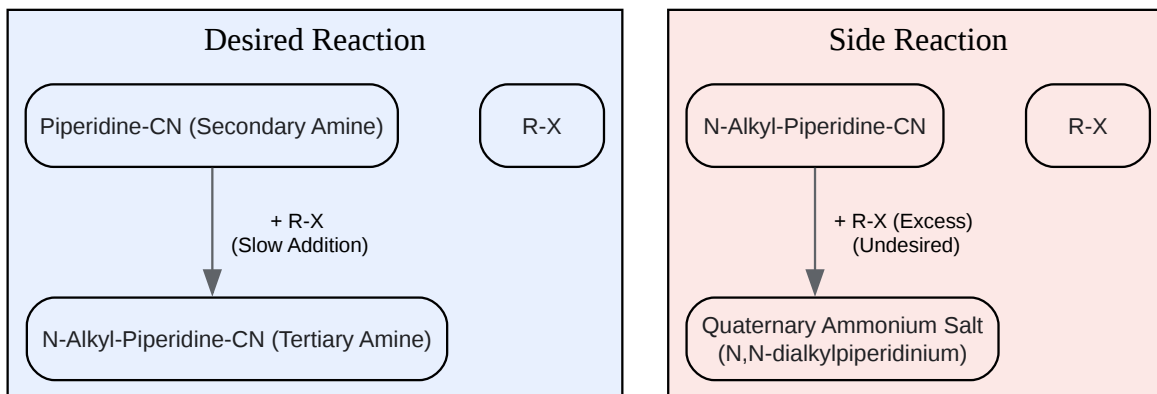 Desired Reaction
Piperidine-CN (Secondary Amine)
R-X
+ R-X
(Slow Addition)
N-Alkyl-Piperidine-CN (Tertiary Amine)
Side Reaction
N-Alkyl-Piperidine-CN
R-X
+ R-X (Excess)
(Undesired)
Quaternary Ammonium Salt
(N,N-dialkylpiperidinium)